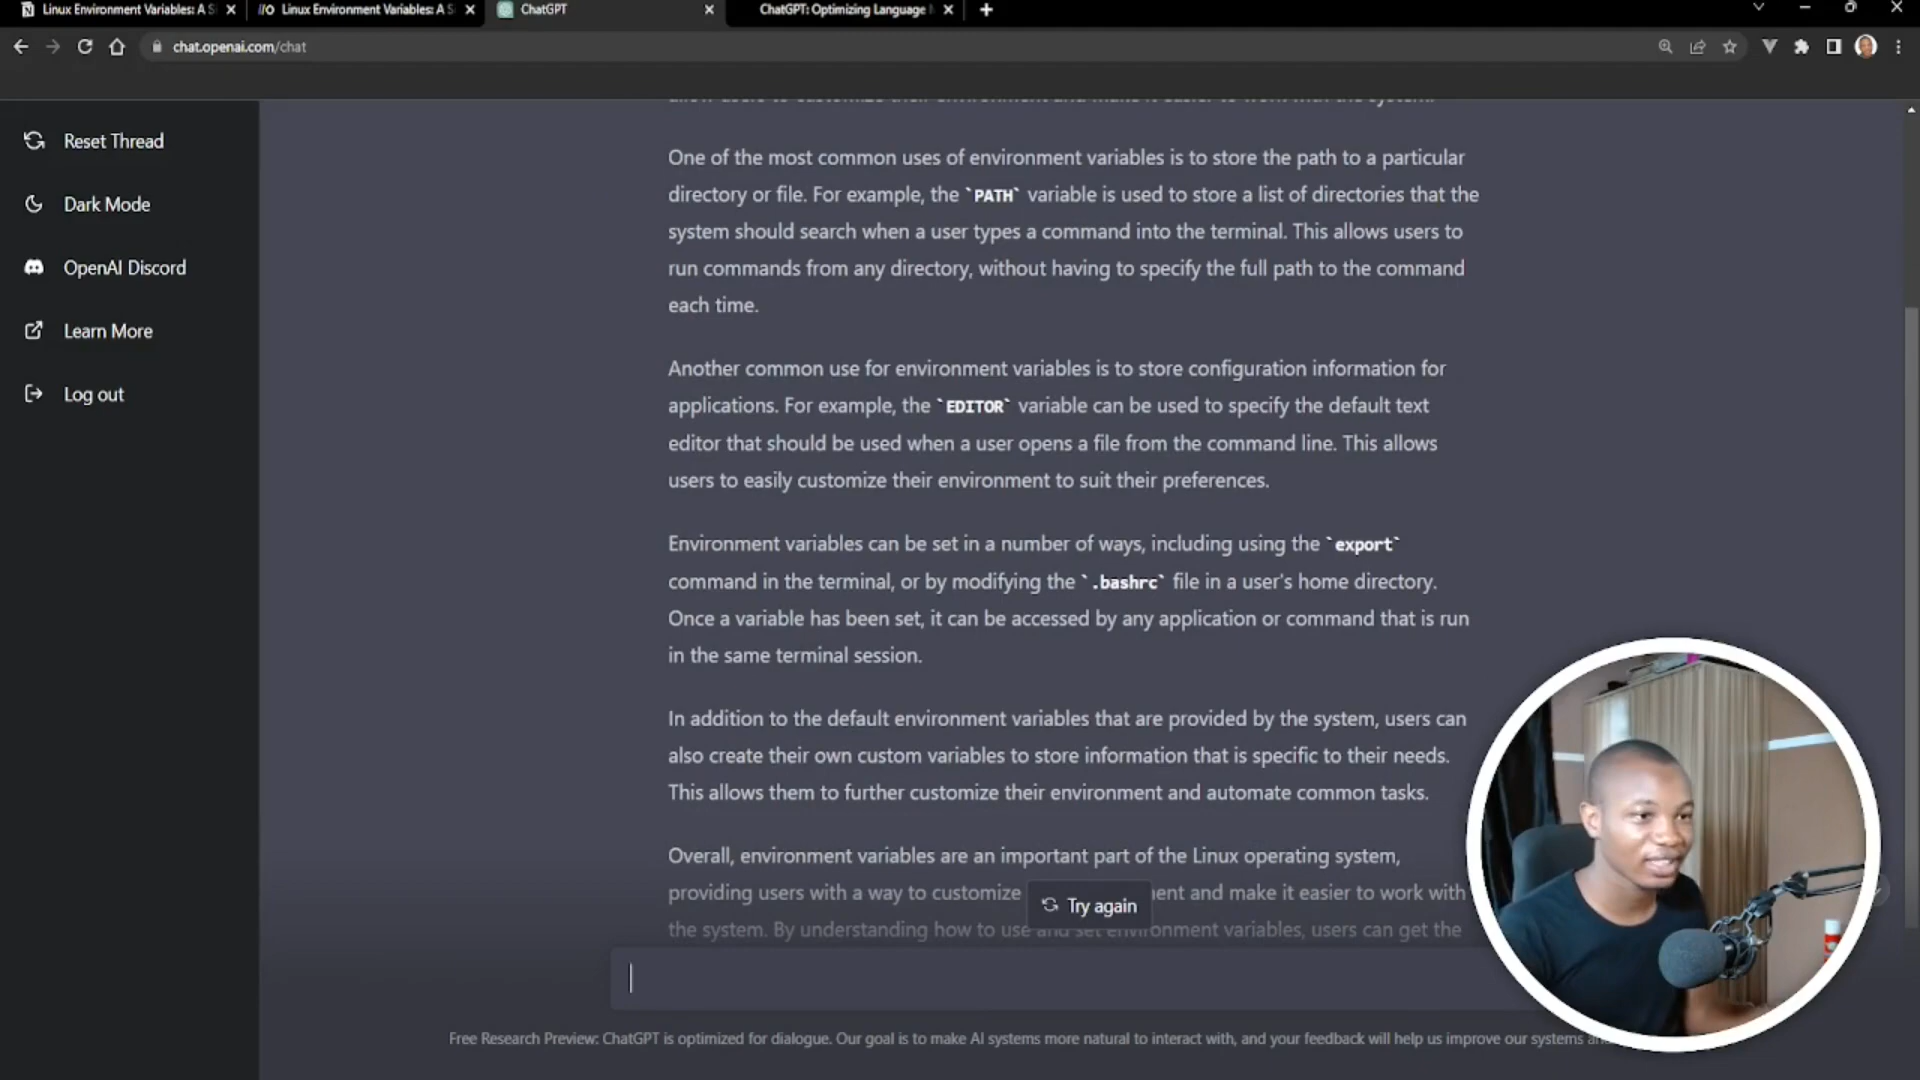 Linux Environment Variables: A S
Linux Environment Variables: A S
ChatGPT
ChatGPT: Optimizing Language
chat.openai.com/chat
Reset Thread
Dark Mode
OpenAI Discord
Learn More
Log out
allow users to customize their environment and make it easier to work with the system.
One of the most common uses of environment variables is to store the path to a particular
directory or file. For example, the `PATH` variable is used to store a list of directories that the
system should search when a user types a command into the terminal. This allows users to
run commands from any directory, without having to specify the full path to the command
each time.
Another common use for environment variables is to store configuration information for
applications. For example, the `EDITOR` variable can be used to specify the default text
editor that should be used when a user opens a file from the command line. This allows
users to easily customize their environment to suit their preferences.
Environment variables can be set in a number of ways, including using the `export`
command in the terminal, or by modifying the `.bashrc` file in a user's home directory.
Once a variable has been set, it can be accessed by any application or command that is run
in the same terminal session.
In addition to the default environment variables that are provided by the system, users can
also create their own custom variables to store information that is specific to their needs.
This allows them to further customize their environment and automate common tasks.
Overall, environment variables are an important part of the Linux operating system,
providing users with a way to customize ent and make it easier to work with
Try again
the system. By understanding how to use and set environment variables, users can get the
Free Research Preview: ChatGPT is optimized for dialogue. Our goal is to make AI systems more natural to interact with, and your feedback will help us improve our systems